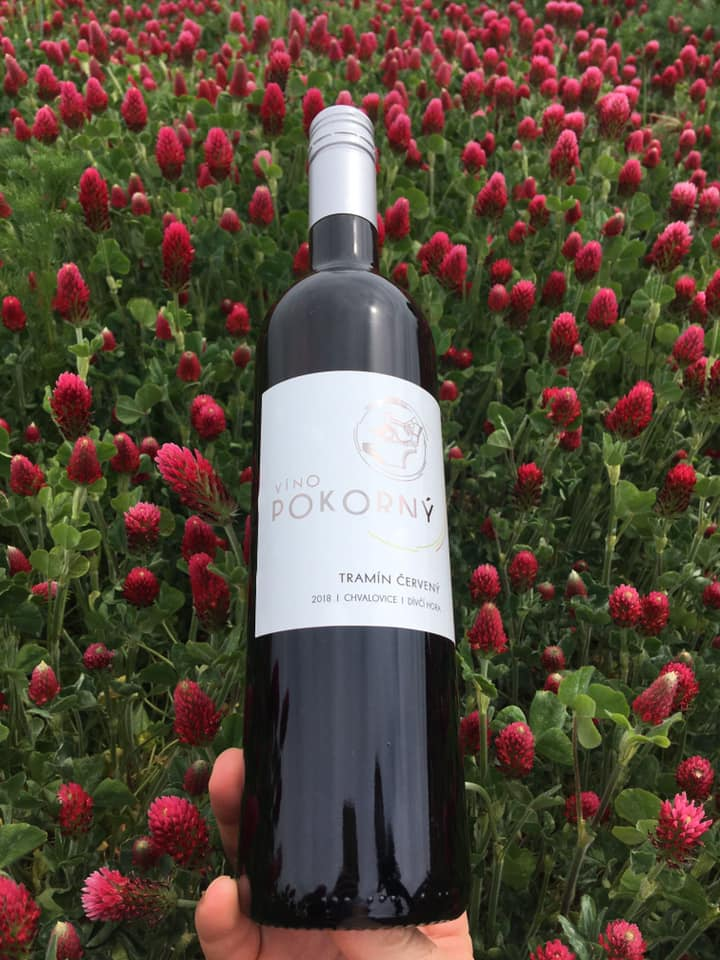 VÍNO
POKORNÝ
TRAMÍN ČERVENÝ
2018 | CHVALOVICE | DÍVČÍ HORA